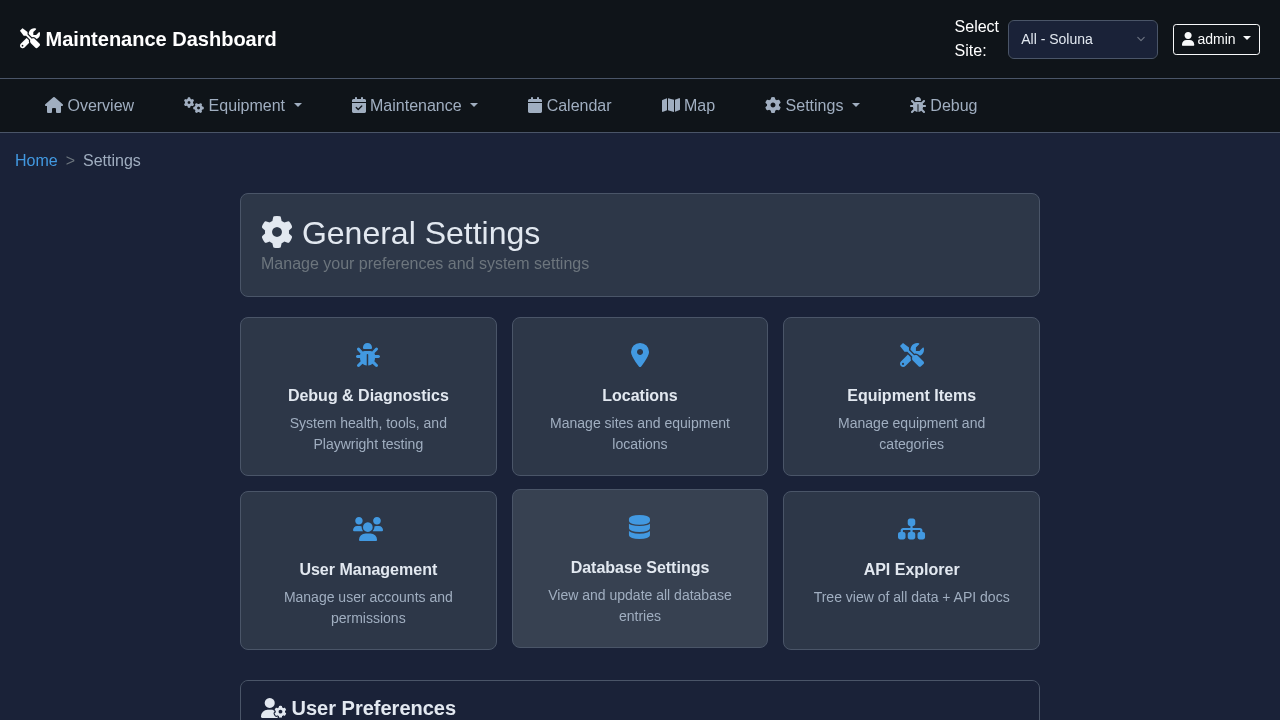 Maintenance Dashboard
Select
Site:
All - Soluna
admin
Overview
Equipment
Maintenance
Calendar
Map
Settings
Debug
Home > Settings
General Settings
Manage your preferences and system settings
Debug & Diagnostics
System health, tools, and
Playwright testing
Locations
Manage sites and equipment
locations
Equipment Items
Manage equipment and
categories
User Management
Manage user accounts and
permissions
Database Settings
View and update all database
entries
API Explorer
Tree view of all data + API docs
User Preferences